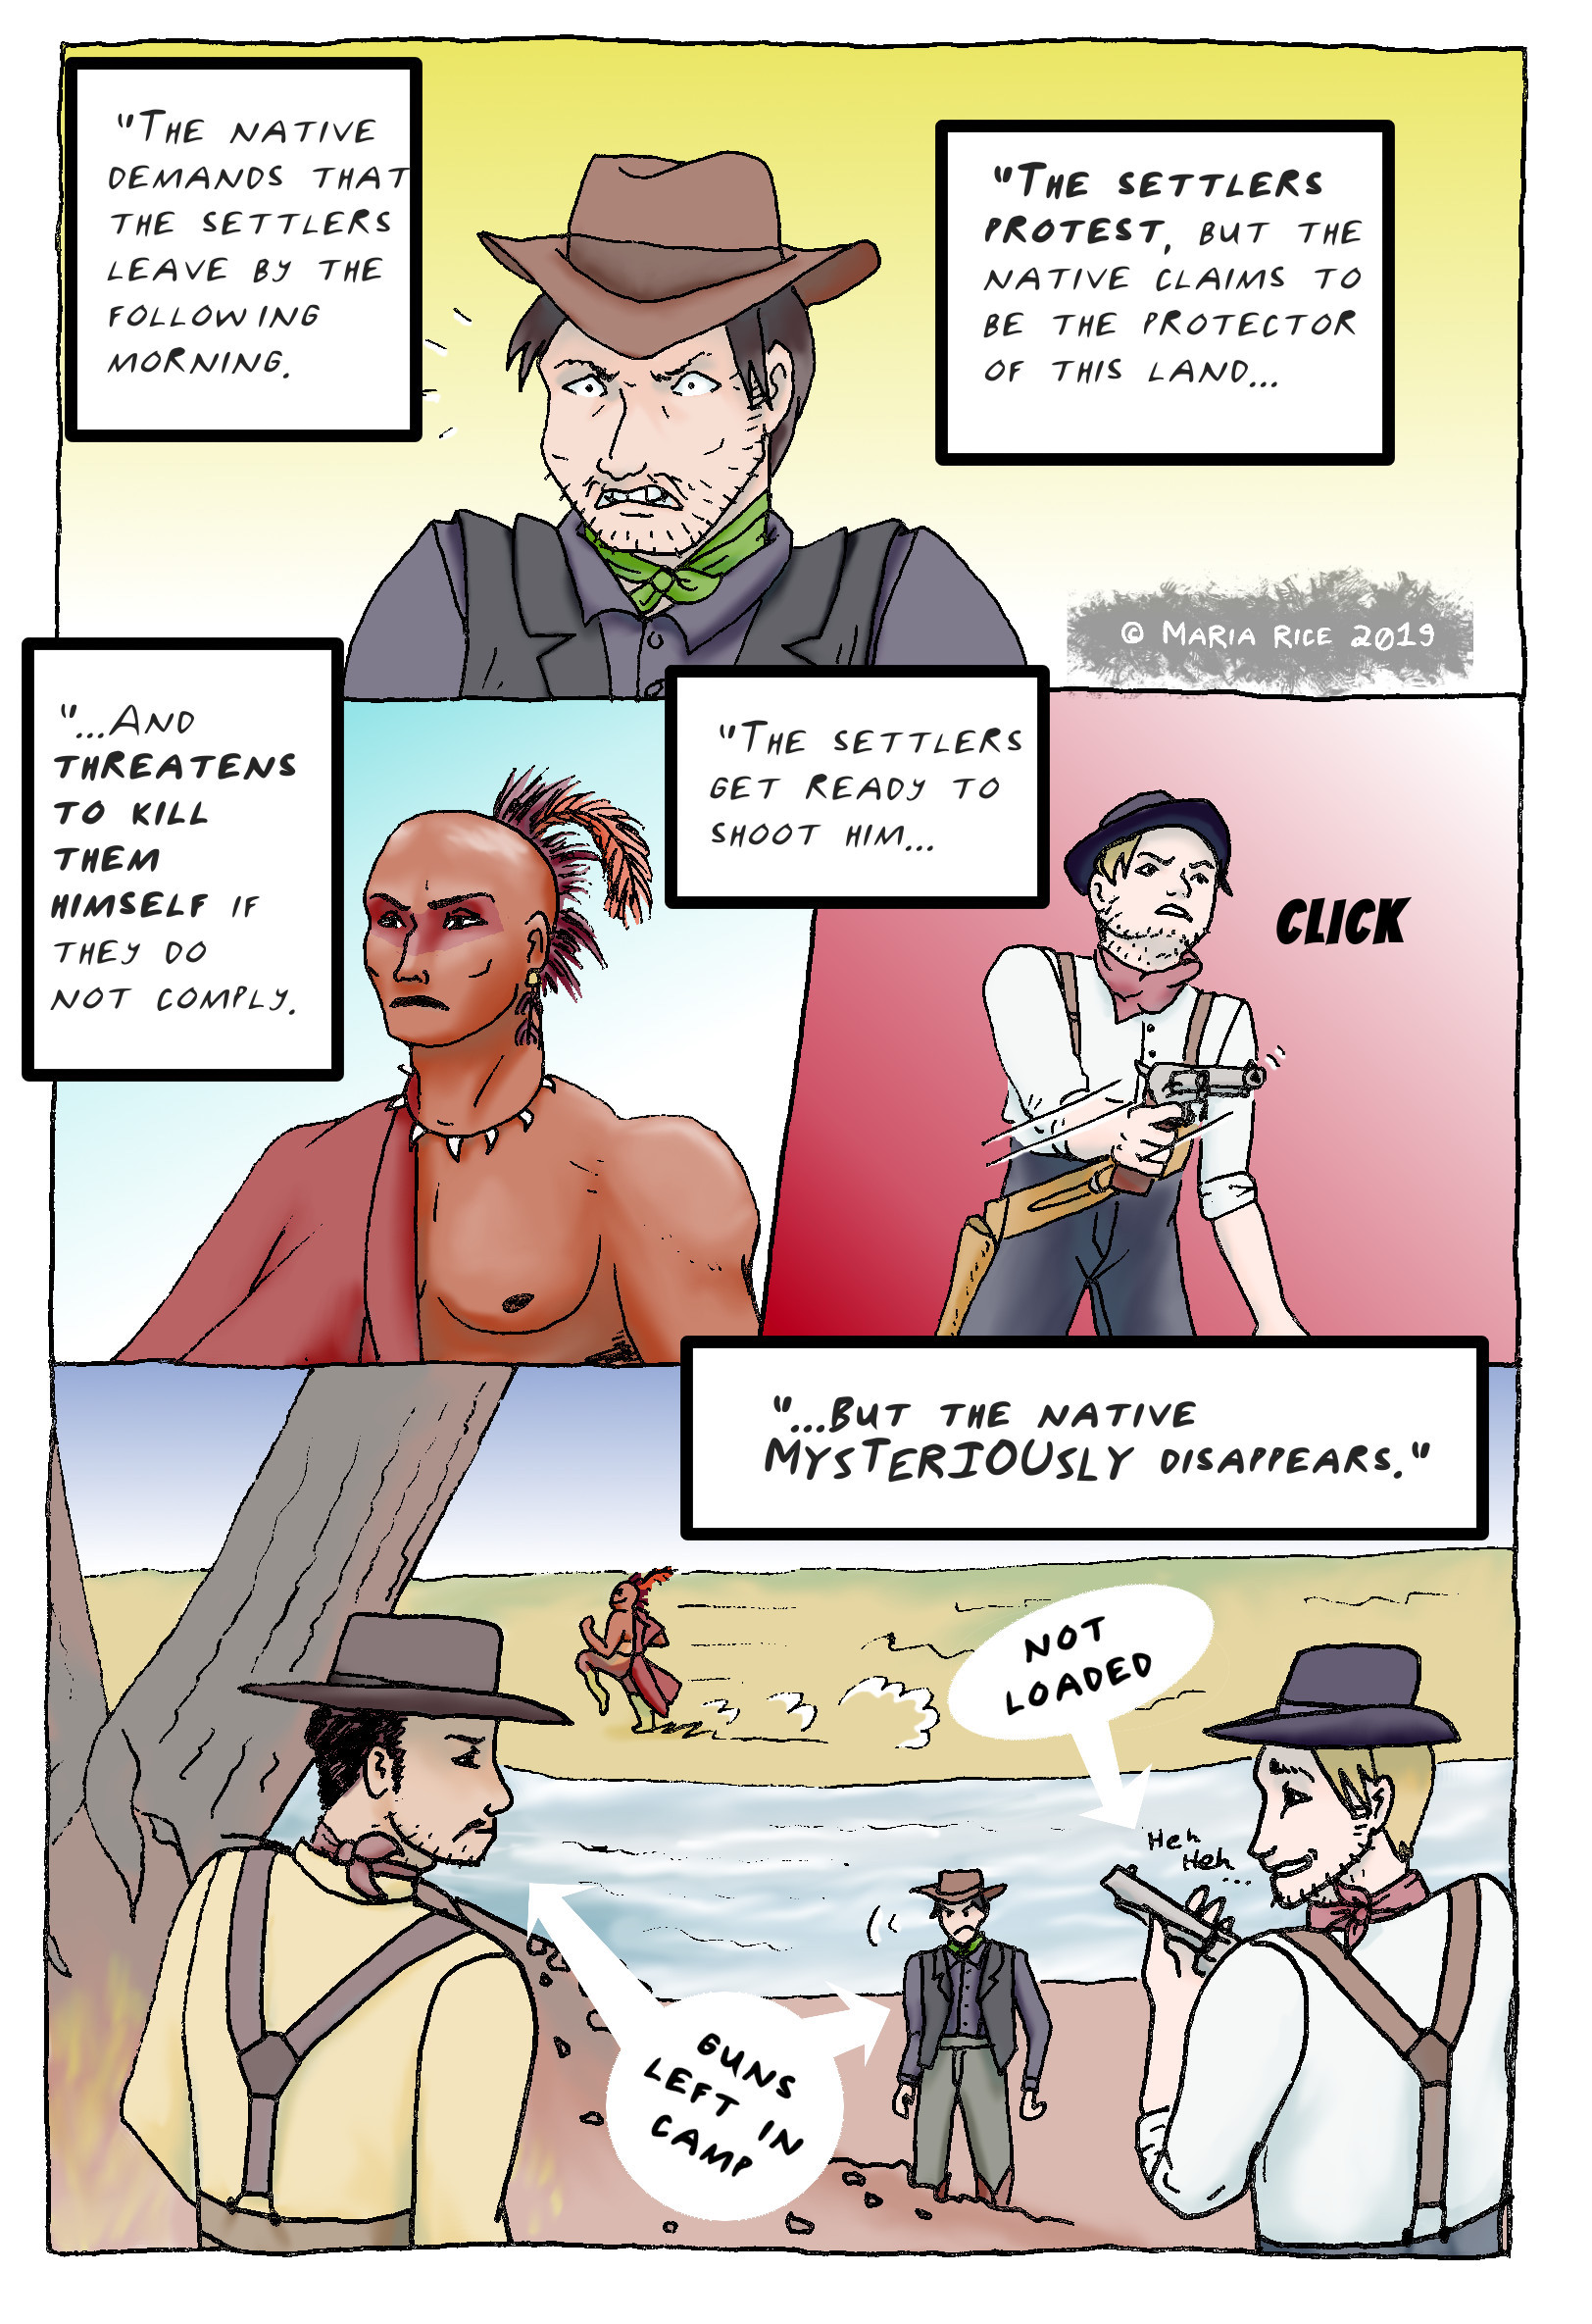 "The native
demands that
the settlers
leave by the
following
morning.
"The settlers
protest, but the
native claims to
be the protector
of this land...
© Maria Rice 2019
"...And
threatens
to kill
them
himself if
they do
not comply.
"The settlers
get ready to
shoot him...
CLICK
"...But the native
MYSTERIOUSLY disappears."
NOT
LOADED
Heh
Heh...
GUNS
LEFT IN
CAMP